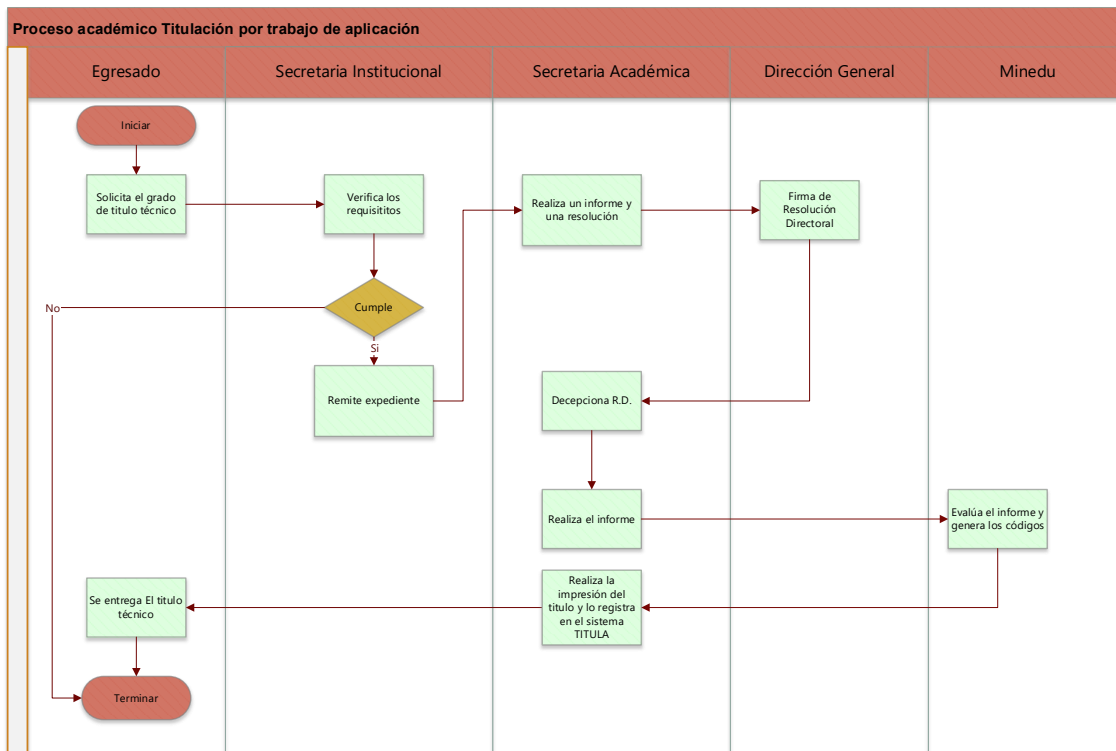 Proceso académico Titulación por trabajo de aplicación
Egresado
Secretaria Institucional
Secretaria Académica
Dirección General
Minedu
Iniciar
Solicita el grado
de titulo técnico
Verifica los
requisititos
Realiza un informe y
una resolución
Firma de
Resolución
Directoral
No
Cumple
Si
Remite expediente
Decepciona R.D.
Realiza el informe
Evalúa el informe y
genera los códigos
Se entrega El titulo
técnico
Realiza la
impresión del
titulo y lo registra
en el sistema
TITULA
Terminar